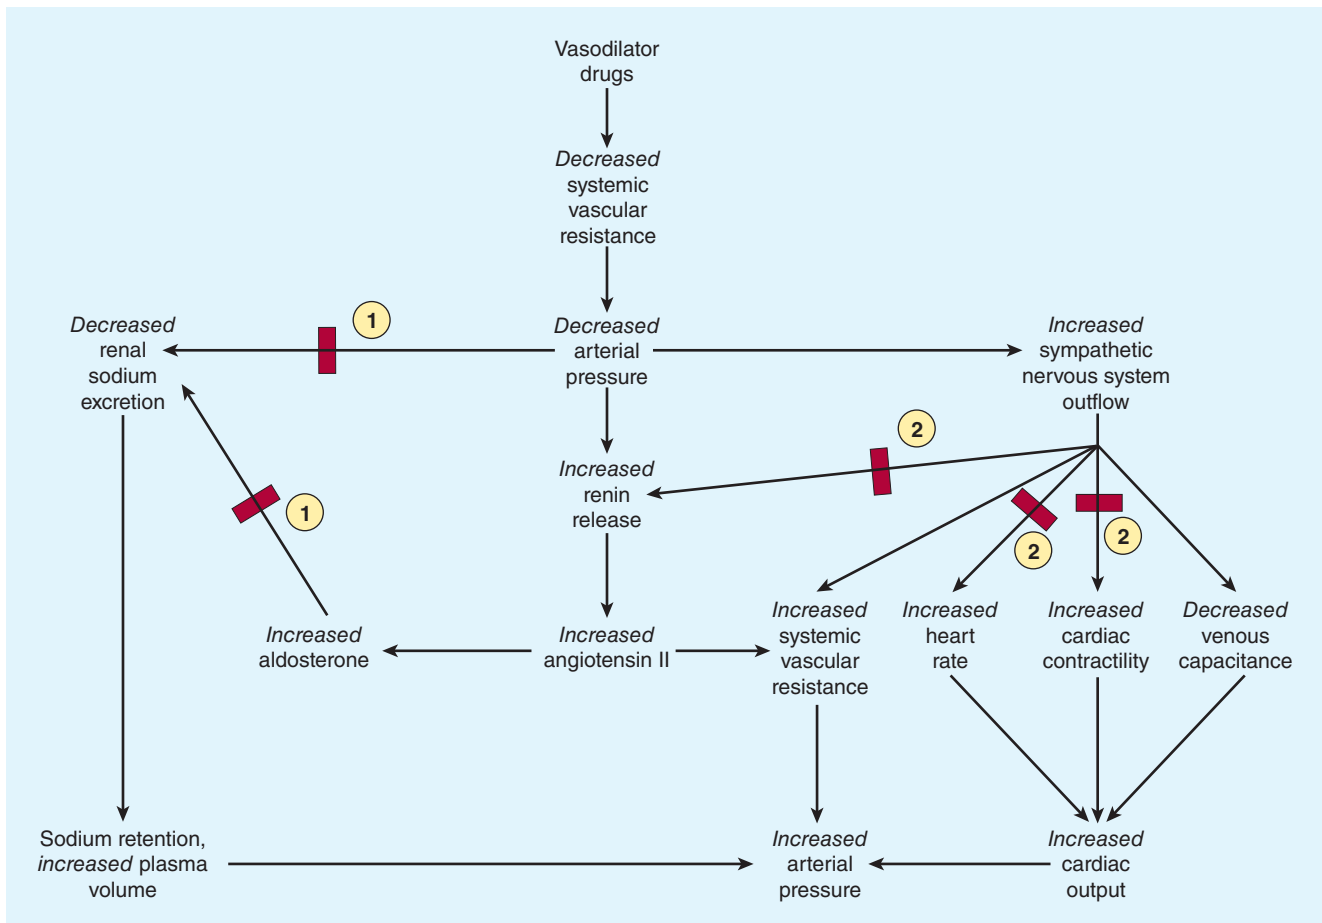 Vasodilator
drugs
Decreased
systemic
vascular
resistance
Decreased
renal
sodium
excretion
1
Decreased
arterial
pressure
Increased
sympathetic
nervous system
outflow
2
Increased
renin
release
1
2
2
Increased
aldosterone
Increased
angiotensin II
Increased
systemic
vascular
resistance
Increased
heart
rate
Increased
cardiac
contractility
Decreased
venous
capacitance
Sodium retention,
increased plasma
volume
Increased
arterial
pressure
Increased
cardiac
output